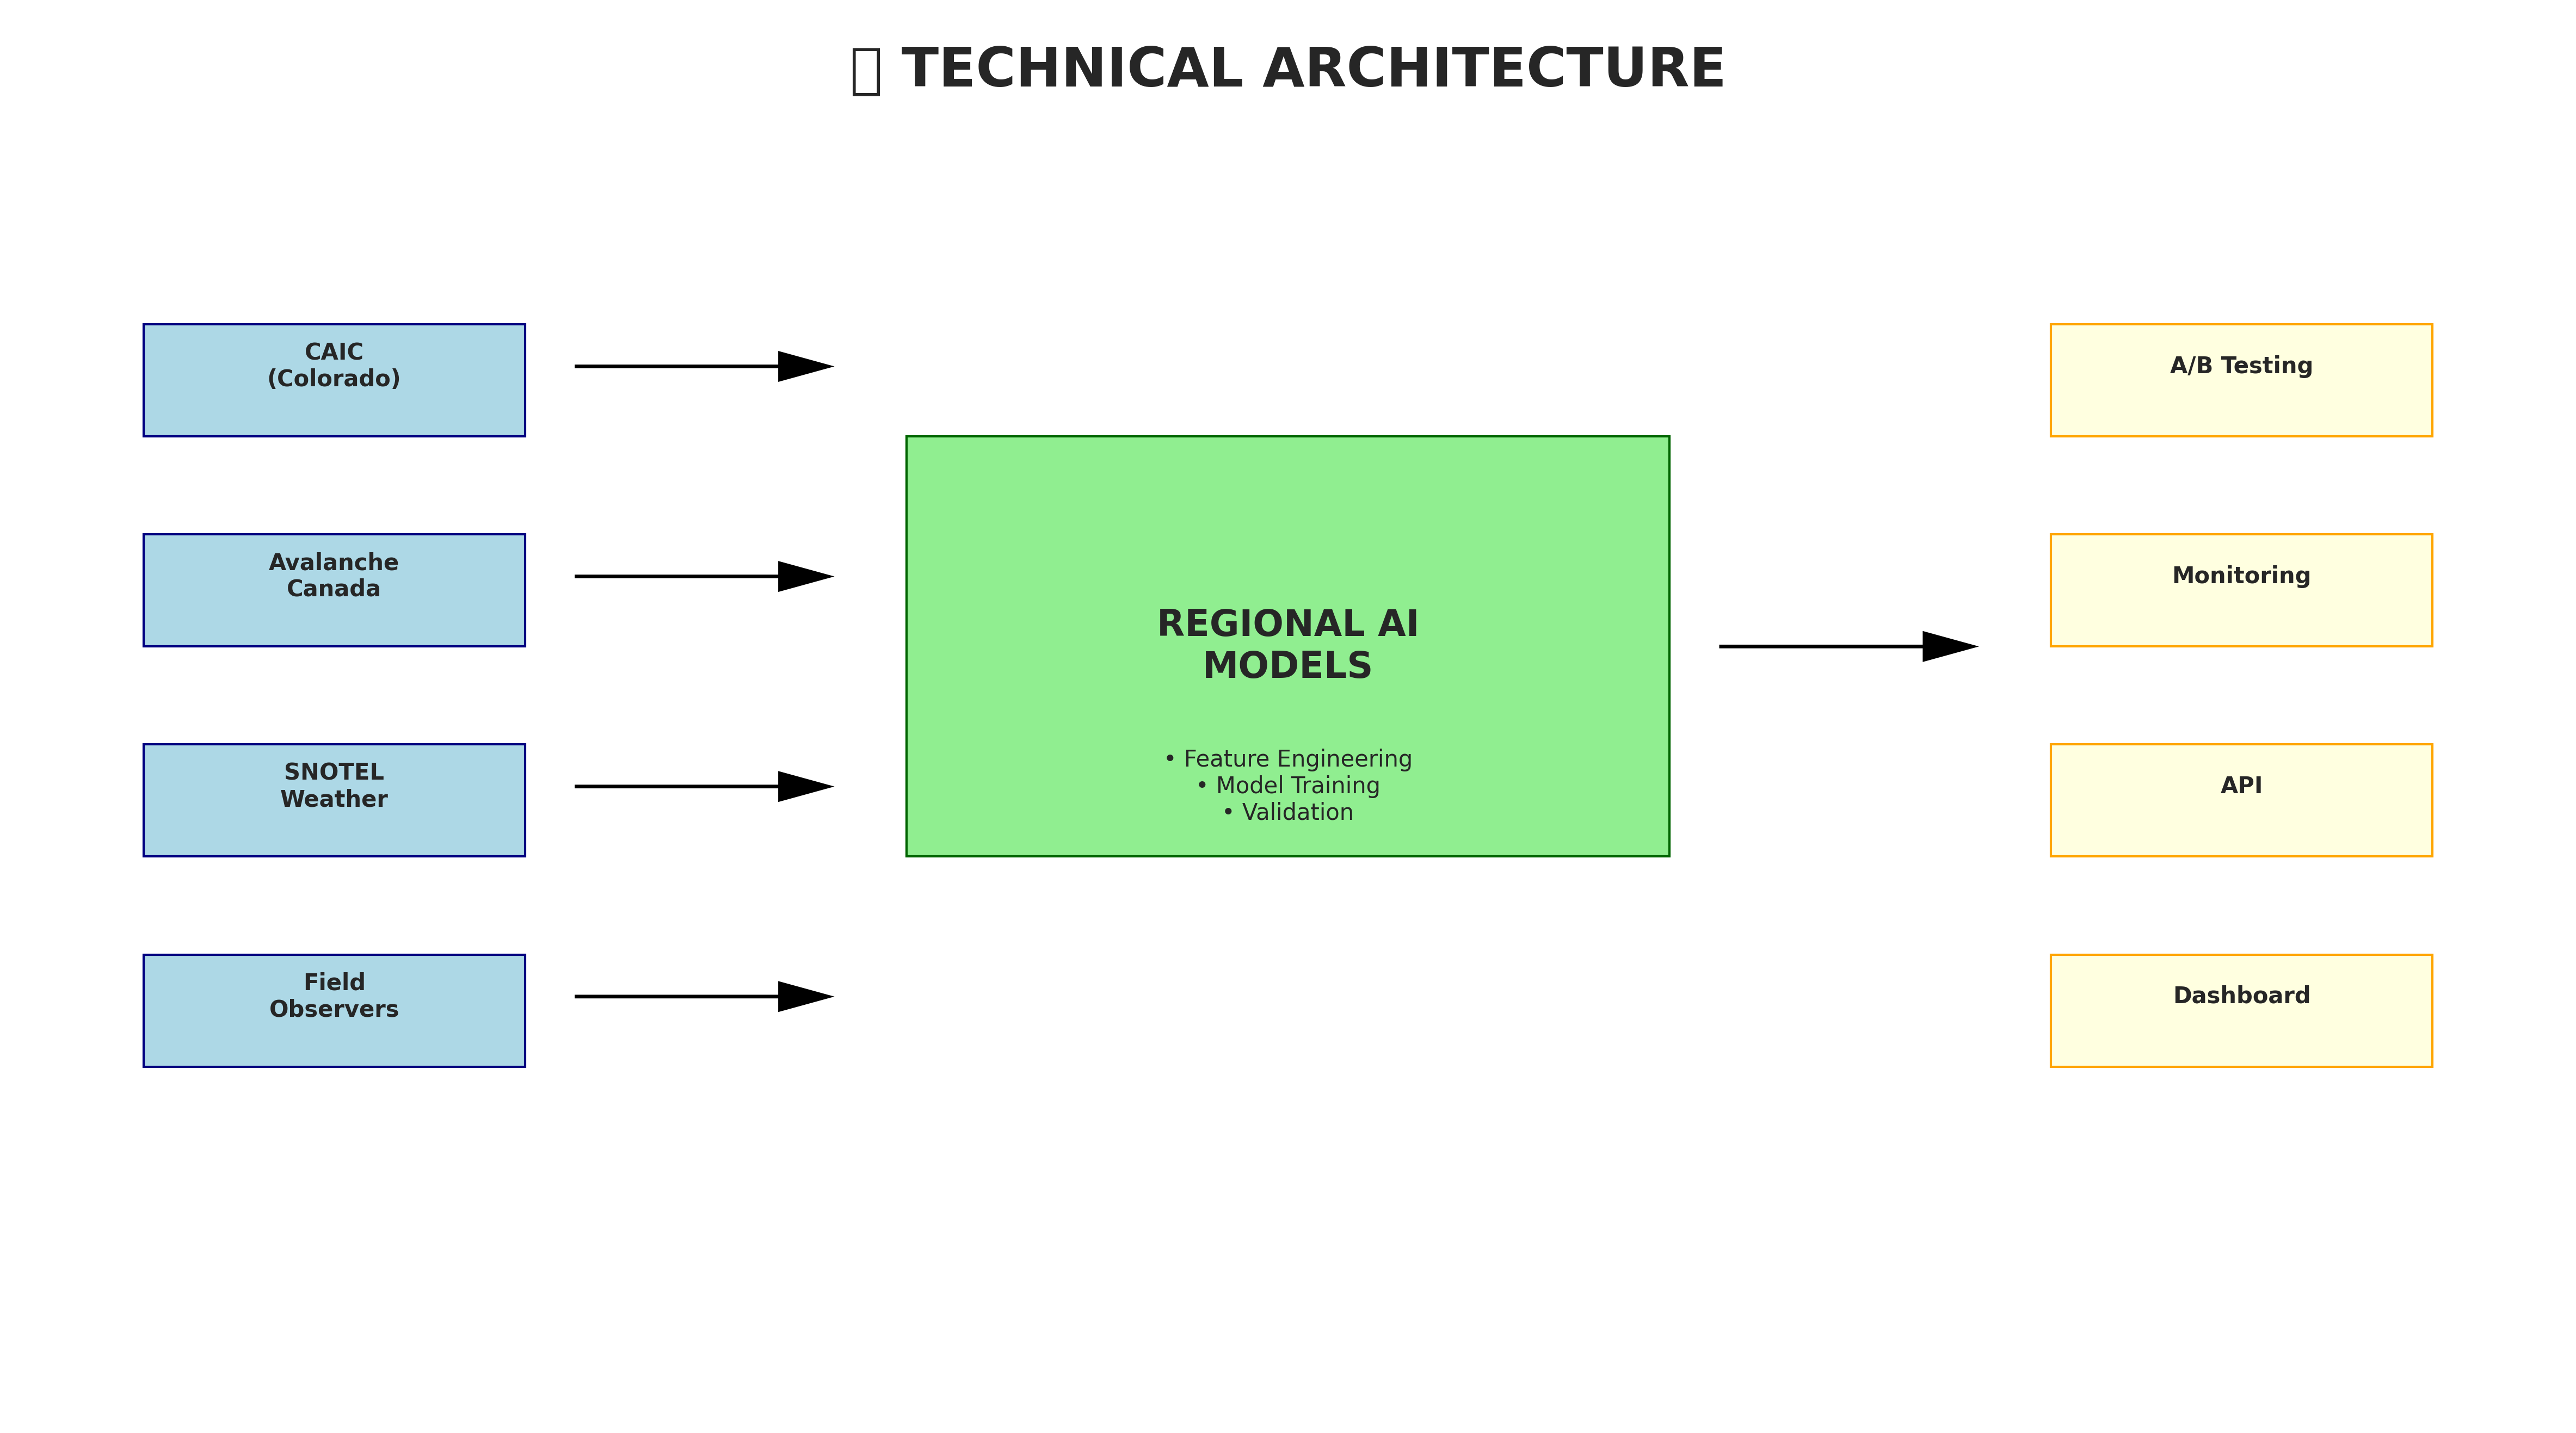 TECHNICAL ARCHITECTURE
CAIC
(Colorado)
Avalanche
Canada
SNOTEL
Weather
Field
Observers
REGIONAL AI
MODELS
• Feature Engineering
• Model Training
• Validation
A/B Testing
Monitoring
API
Dashboard